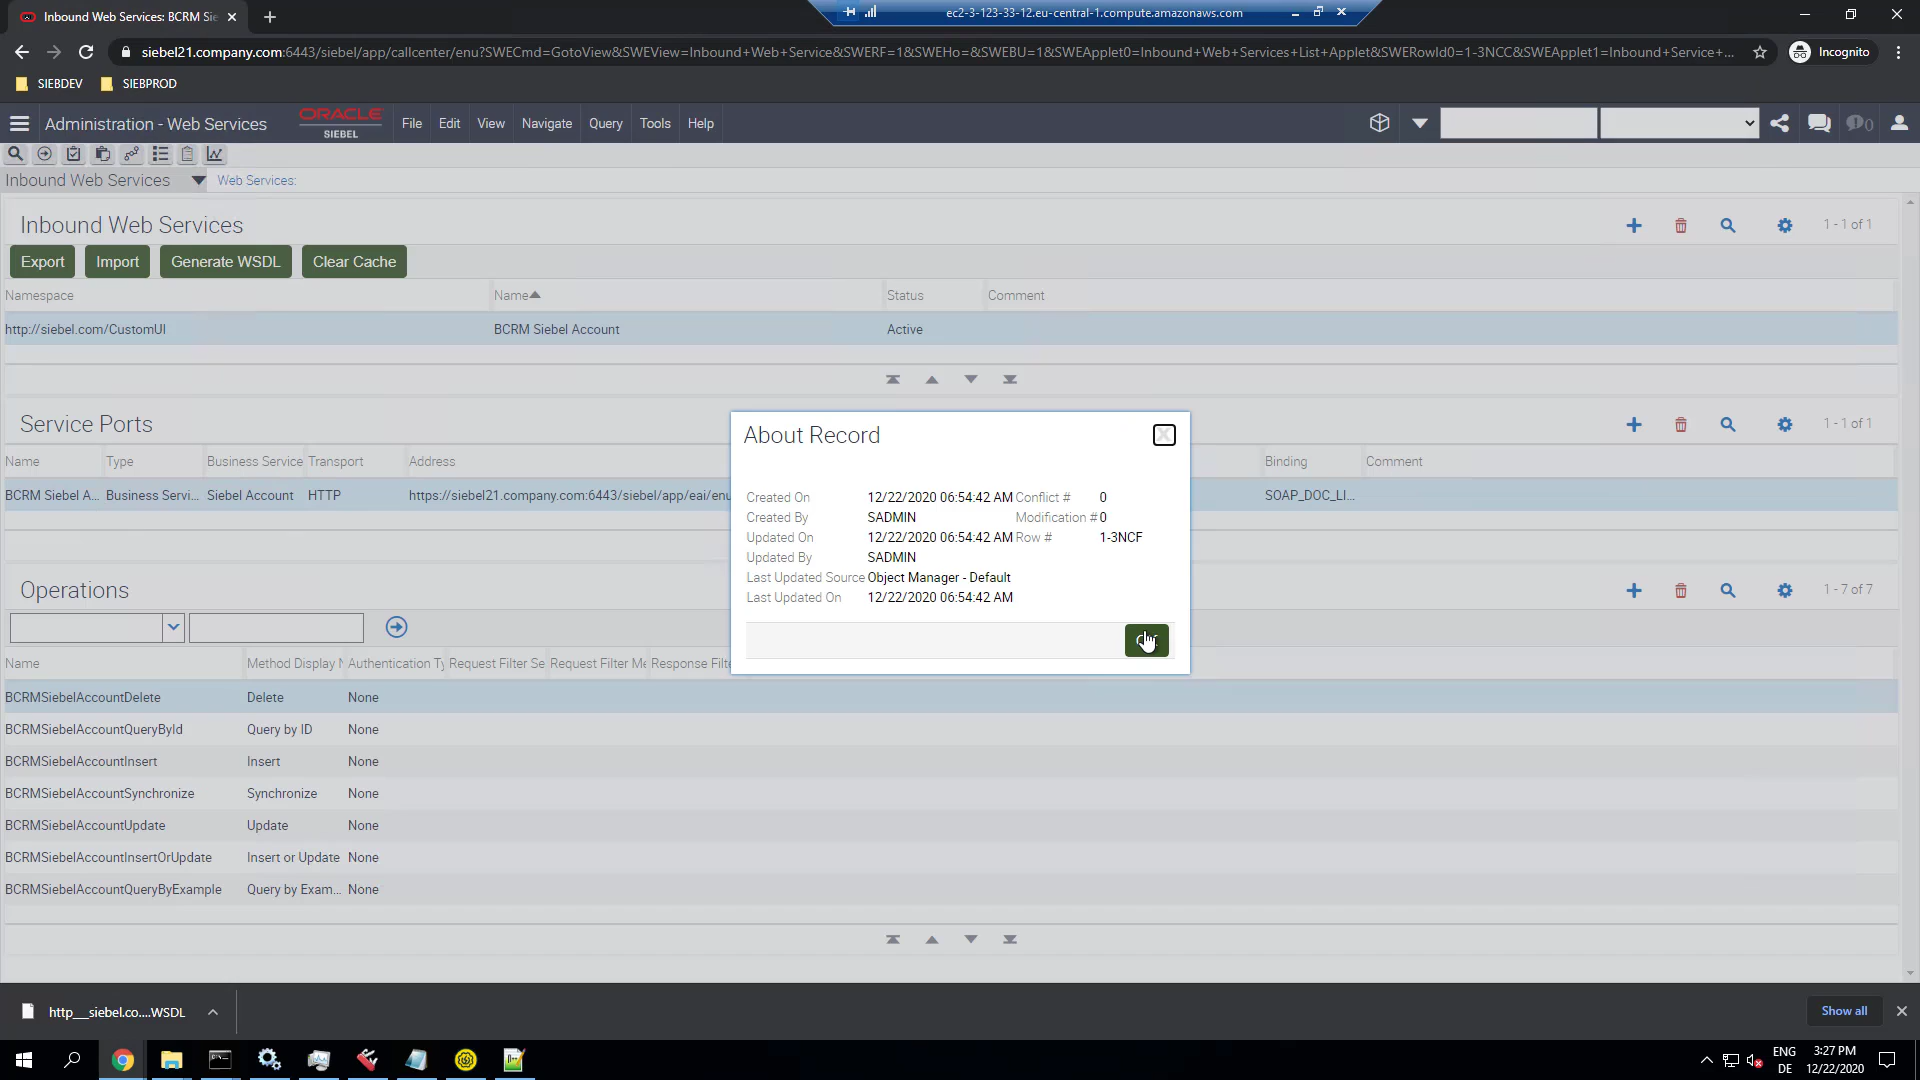 Inbound Web Services: BCRM Sie
ec2-3-123-33-12.eu-central-1.compute.amazonaws.com
siebel21.company.com:6443/siebel/app/callcenter/enu?SWECmd=GotoView&SWEView=Inbound+Web+Service&SWERF=1&SWEHo=&SWEBU=1&SWEApplet0=Inbound+Web+Services+List+Applet&SWERowId0=1-3NCC&SWEApplet1=Inbound+Service+...
Incognito
SIEBDEV
SIEBPROD
Administration - Web Services
ORACLE
SIEBEL
File
Edit
View
Navigate
Query
Tools
Help
0
Inbound Web Services
Web Services:
Inbound Web Services
1 - 1 of 1
Export
Import
Generate WSDL
Clear Cache
Namespace
Name
Status
Comment
http://siebel.com/CustomUI
BCRM Siebel Account
Active
Service Ports
1 - 1 of 1
Name
Type
Business Service
Transport
Address
Binding
Comment
BCRM Siebel A...
Business Servi...
Siebel Account
HTTP
https://siebel21.company.com:6443/siebel/app/eai/enu
SOAP_DOC_LI...
About Record
Created On 12/22/2020 06:54:42 AM Conflict # 0
Created By SADMIN Modification # 0
Updated On 12/22/2020 06:54:42 AM Row # 1-3NCF
Updated By SADMIN
Last Updated Source Object Manager - Default
Last Updated On 12/22/2020 06:54:42 AM
Operations
1 - 7 of 7
Name
Method Display N
Authentication Ty
Request Filter Se
Request Filter Me
Response Filte
BCRMSiebelAccountDelete Delete None
BCRMSiebelAccountQueryById Query by ID None
BCRMSiebelAccountInsert Insert None
BCRMSiebelAccountSynchronize Synchronize None
BCRMSiebelAccountUpdate Update None
BCRMSiebelAccountInsertOrUpdate Insert or Update None
BCRMSiebelAccountQueryByExample Query by Exam... None
http___siebel.co....WSDL
Show all
ENG
DE
3:27 PM
12/22/2020